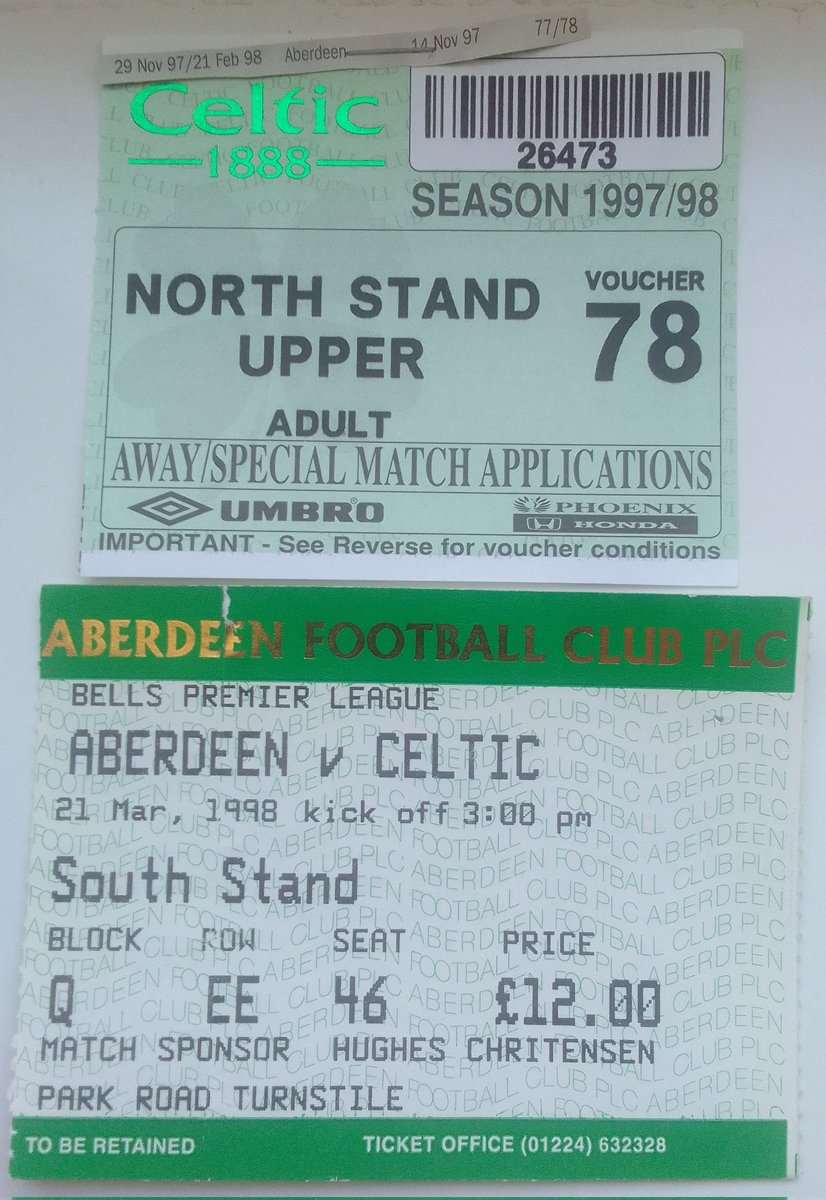 29 Nov 97/21 Feb 98 Aberdeen 14 Nov 97 77/78
Celtic
1888
26473
SEASON 1997/98
NORTH STAND
UPPER
VOUCHER
78
ADULT
AWAY/SPECIAL MATCH APPLICATIONS
UMBRO® PHOENIX
HONDA
IMPORTANT - See Reverse for voucher conditions
ABERDEEN FOOTBALL CLUB PLC
BELLS PREMIER LEAGUE
ABERDEEN v CELTIC
21 Mar, 1998 kick off 3:00 pm
South Stand
BLOCK ROW SEAT PRICE
Q EE 46 £12.00
MATCH SPONSOR HUGHES CHRITENSEN
PARK ROAD TURNSTILE
TO BE RETAINED TICKET OFFICE (01224) 632328